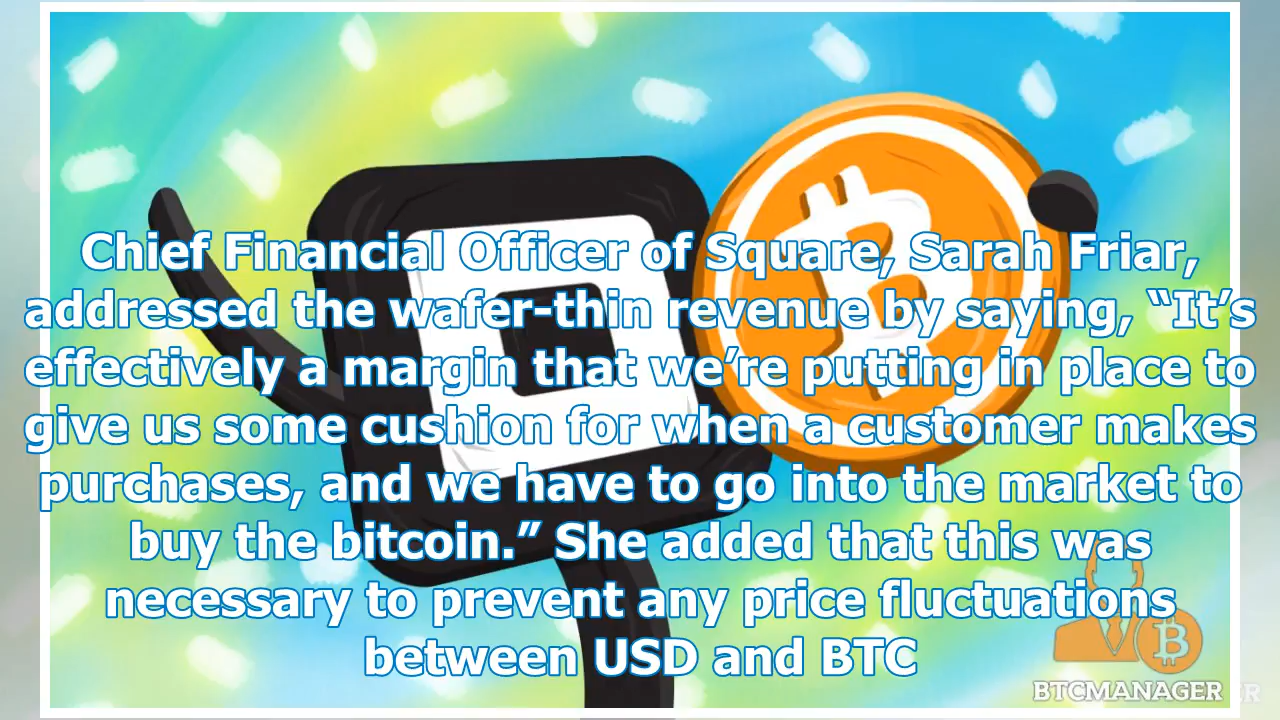 Chief Financial Officer of Square, Sarah Friar,
addressed the wafer-thin revenue by saying, “It’s
effectively a margin that we’re putting in place to
give us some cushion for when a customer makes
purchases, and we have to go into the market to
buy the bitcoin.” She added that this was
necessary to prevent any price fluctuations
between USD and BTC
BTCMANAGER